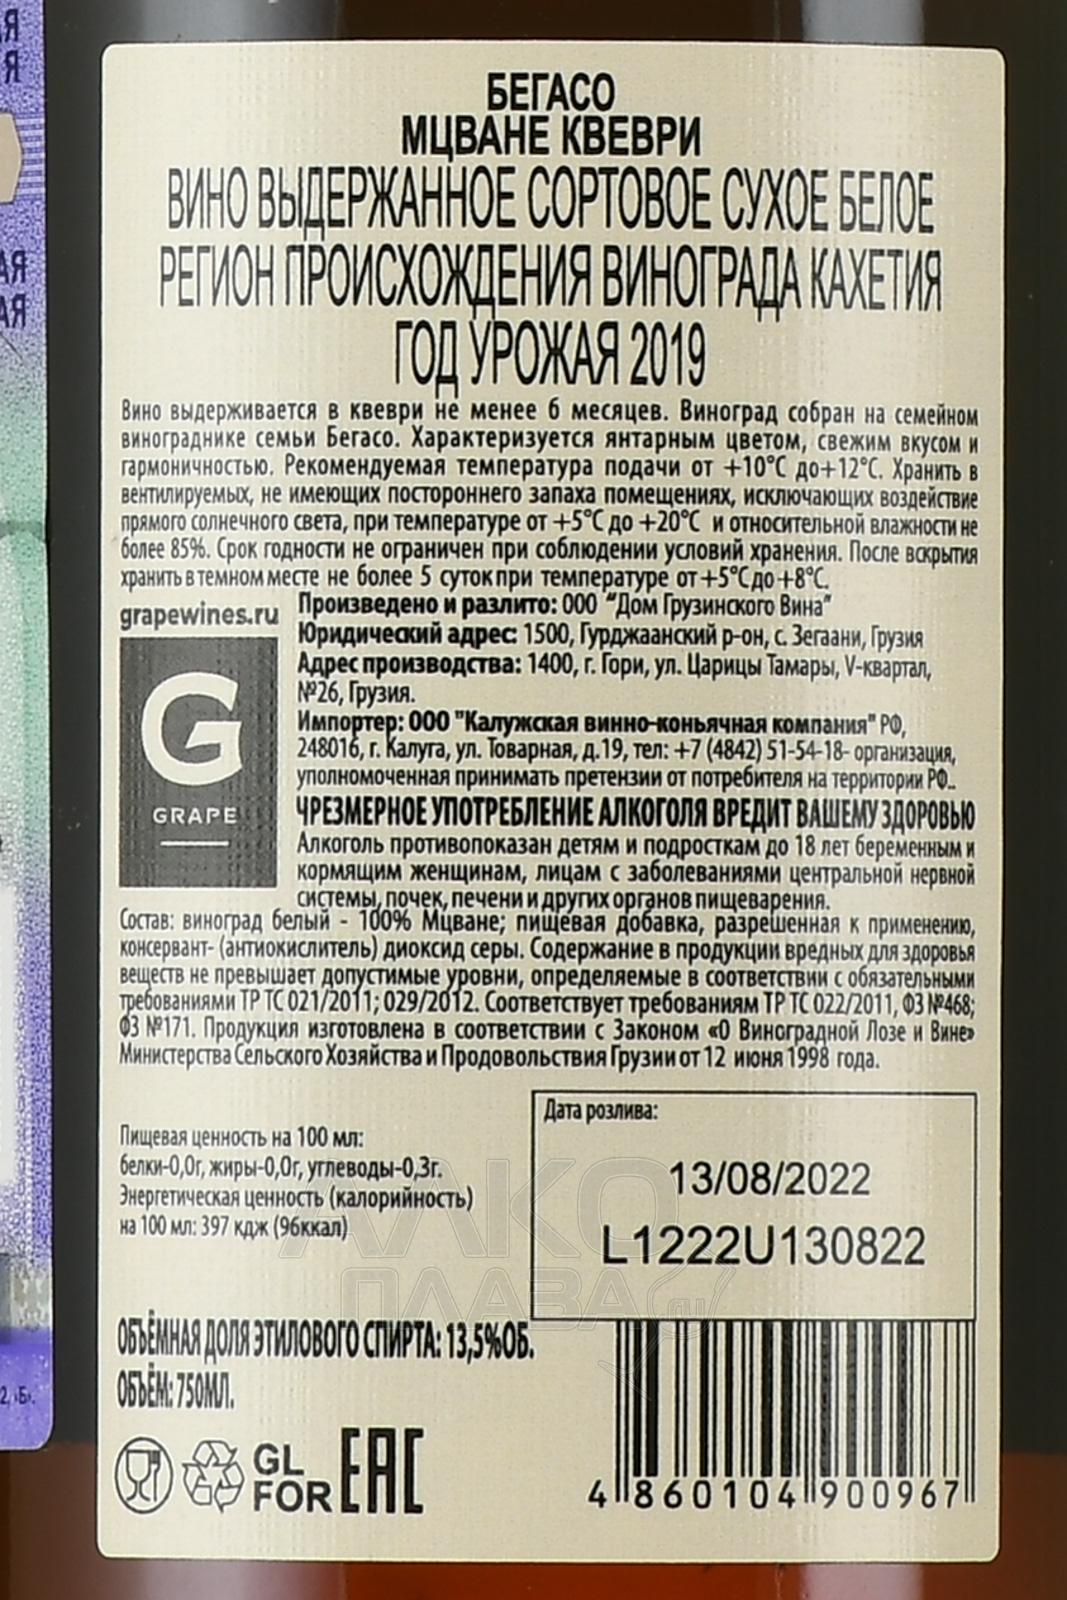 БЕГАСО
МЦВАНЕ КВЕВРИ
ВИНО ВЫДЕРЖАННОЕ СОРТОВОЕ СУХОЕ БЕЛОЕ
РЕГИОН ПРОИСХОЖДЕНИЯ ВИНОГРАДА КАХЕТИЯ
ГОД УРОЖАЯ 2019
Вино выдерживается в квеври не менее 6 месяцев. Виноград собран на семейном
винограднике семьи Бегасо. Характеризуется янтарным цветом, свежим вкусом и
гармоничностью. Рекомендуемая температура подачи от +10°С до+12°С. Хранить в
вентилируемых, не имеющих постороннего запаха помещениях, исключающих воздействие
прямого солнечного света, при температуре от +5°С до +20°С и относительной влажности не
более 85%. Срок годности не ограничен при соблюдении условий хранения. После вскрытия
хранить в темном месте не более 5 суток при температуре от +5°С до +8°С.
grapewines.ru
Произведено и разлито: ООО "Дом Грузинского Вина"
Юридический адрес: 1500, Гурджаанский р-он, с. Зегаани, Грузия
Адрес производства: 1400, г. Гори, ул. Царицы Тамары, V-квартал,
№26, Грузия.
G
GRAPE
Импортер: ООО "Калужская винно-коньячная компания" РФ,
248016, г. Калуга, ул. Товарная, д.19, тел: +7 (4842) 51-54-18- организация,
уполномоченная принимать претензии от потребителя на территории РФ..
ЧРЕЗМЕРНОЕ УПОТРЕБЛЕНИЕ АЛКОГОЛЯ ВРЕДИТ ВАШЕМУ ЗДОРОВЬЮ
Алкоголь противопоказан детям и подросткам до 18 лет беременным и
кормящим женщинам, лицам с заболеваниями центральной нервной
системы, почек, печени и других органов пищеварения.
Состав: виноград белый - 100% Мцване; пищевая добавка, разрешенная к применению,
консервант- (антиокислитель) диоксид серы. Содержание в продукции вредных для здоровья
веществ не превышает допустимые уровни, определяемые в соответствии с обязательными
требованиями ТР ТС 021/2011; 029/2012. Соответствует требованиям ТР ТС 022/2011, ФЗ №468;
ФЗ №171. Продукция изготовлена в соответствии с Законом «О Виноградной Лозе и Вине»
Министерства Сельского Хозяйства и Продовольствия Грузии от 12 июня 1998 года.
Дата розлива:
13/08/2022
L1222U130822
Пищевая ценность на 100 мл:
белки-0,0г, жиры-0,0г, углеводы-0,3г.
Энергетическая ценность (калорийность)
на 100 мл: 397 кдж (96ккал)
АЛКО
ПЛАВА
.ru
ОБЪЁМНАЯ ДОЛЯ ЭТИЛОВОГО СПИРТА: 13,5%ОБ.
ОБЪЁМ: 750МЛ.
GL
FOR
ЕАС
4 860104 900967